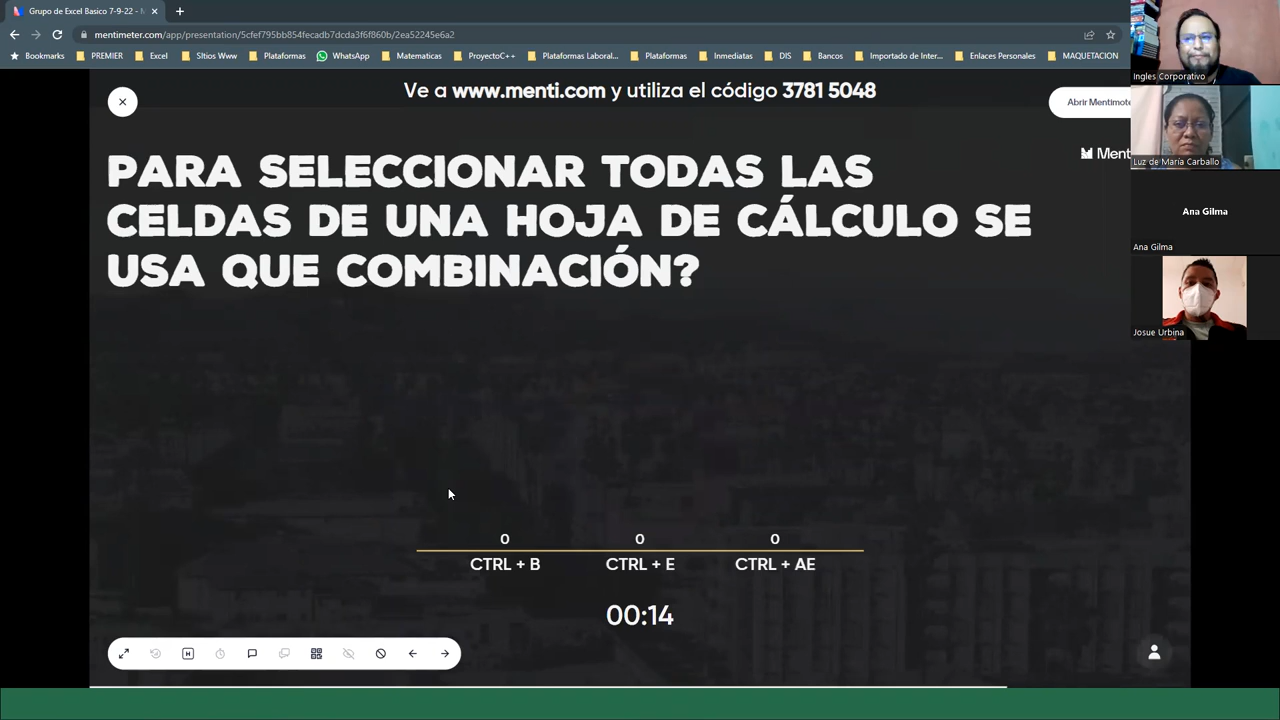 Grupo de Excel Basico 7-9-22 - M
mentimeter.com/app/presentation/5cfef795bb854fecadb7dcda3f6f860b/2ea52245e6a2
Bookmarks PREMIER Excel Sitios Www Plataformas WhatsApp Matematicas ProyectoC++ Plataformas Laboral... Plataformas Inmediatas DIS Bancos Importado de Inter... Enlaces Personales MAQUETACION
Ve a www.menti.com y utiliza el código 3781 5048
Abrir Mentimete
Ment
PARA SELECCIONAR TODAS LAS
CELDAS DE UNA HOJA DE CÁLCULO SE
USA QUE COMBINACIÓN?
0 0 0
CTRL + B CTRL + E CTRL + AE
00:14
H
Ingles Corporativo
Luz de María Carballo
Ana Gilma
Ana Gilma
Josue Urbina